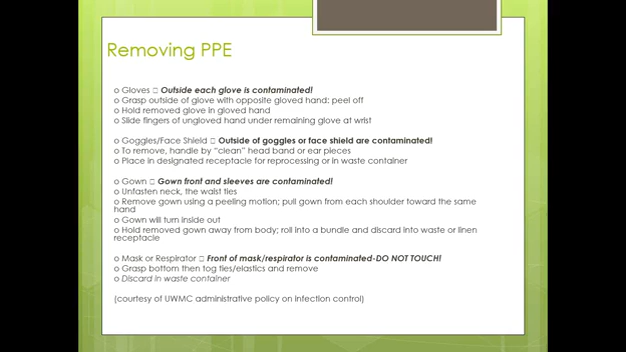 Removing PPE
o Gloves □ Outside each glove is contaminated!
o Grasp outside of glove with opposite gloved hand; peel off
o Hold removed glove in gloved hand
o Slide fingers of ungloved hand under remaining glove at wrist
o Goggles/Face Shield □ Outside of goggles or face shield are contaminated!
o To remove, handle by “clean” head band or ear pieces
o Place in designated receptacle for reprocessing or in waste container
o Gown □ Gown front and sleeves are contaminated!
o Unfasten neck, the waist ties
o Remove gown using a peeling motion; pull gown from each shoulder toward the same
hand
o Gown will turn inside out
o Hold removed gown away from body; roll into a bundle and discard into waste or linen
receptacle
o Mask or Respirator □ Front of mask/respirator is contaminated-DO NOT TOUCH!
o Grasp bottom then tog ties/elastics and remove
o Discard in waste container
(courtesy of UWMC administrative policy on infection control)